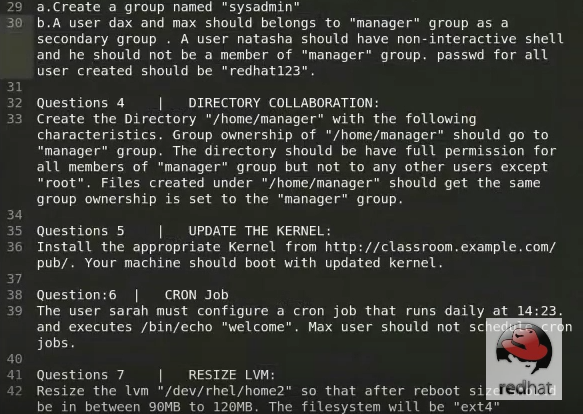 29 a.Create a group named "sysadmin"
30 b.A user dax and max should belongs to "manager" group as a
secondary group . A user natasha should have non-interactive shell
and he should not be a member of "manager" group. passwd for all
user created should be "redhat123".
31
32 Questions 4 | DIRECTORY COLLABORATION:
33 Create the Directory "/home/manager" with the following
characteristics. Group ownership of "/home/manager" should go to
"manager" group. The directory should be have full permission for
all members of "manager" group but not to any other users except
"root". Files created under "/home/manager" should get the same
group ownership is set to the "manager" group.
34
35 Questions 5 | UPDATE THE KERNEL:
36 Install the appropriate Kernel from http://classroom.example.com/
pub/. Your machine should boot with updated kernel.
37
38 Question:6 | CRON Job
39 The user sarah must configure a cron job that runs daily at 14:23.
and executes /bin/echo "welcome". Max user should not schedule cron
jobs.
40
41 Questions 7 | RESIZE LVM:
42 Resize the lvm "/dev/rhel/home2" so that after reboot size
be in between 90MB to 120MB. The filesystem will be "ext4"
redhat